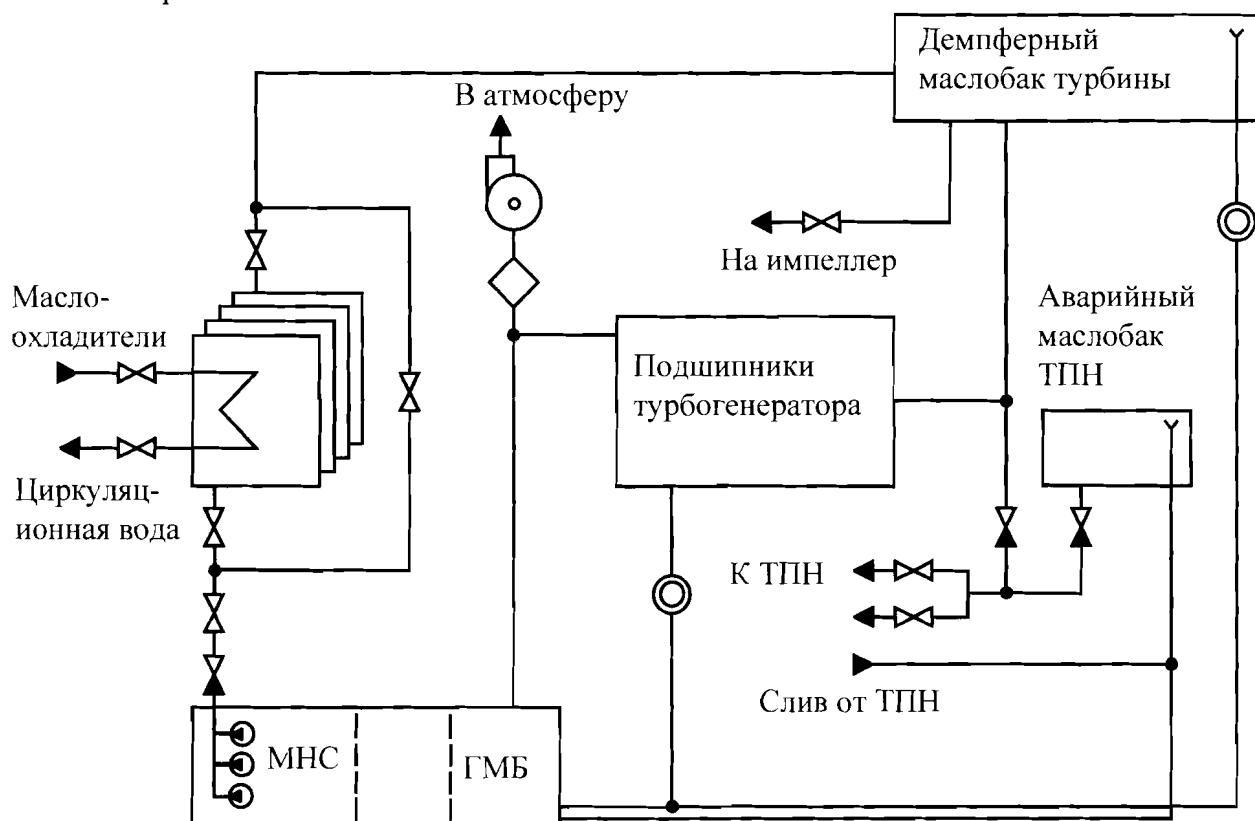 Демпферный
маслобак турбины
В атмосферу
На импеллер
Масло-
охладители
Аварийный
маслобак
ТПН
Подшипники
турбогенератора
Циркуляц-
ионная вода
К ТПН
Слив от ТПН
МНС
ГМБ